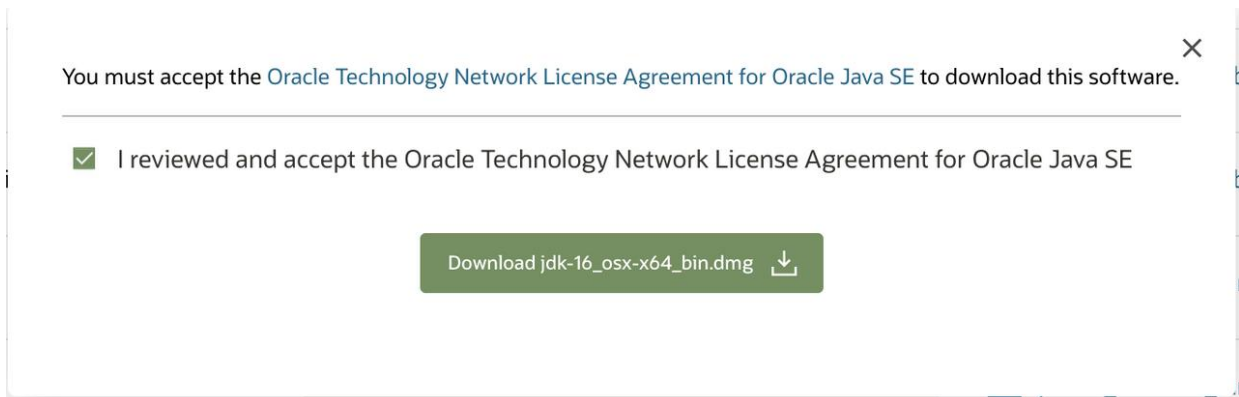 You must accept the Oracle Technology Network License Agreement for Oracle Java SE to download this software.
I reviewed and accept the Oracle Technology Network License Agreement for Oracle Java SE
Download jdk-16_osx-x64_bin.dmg